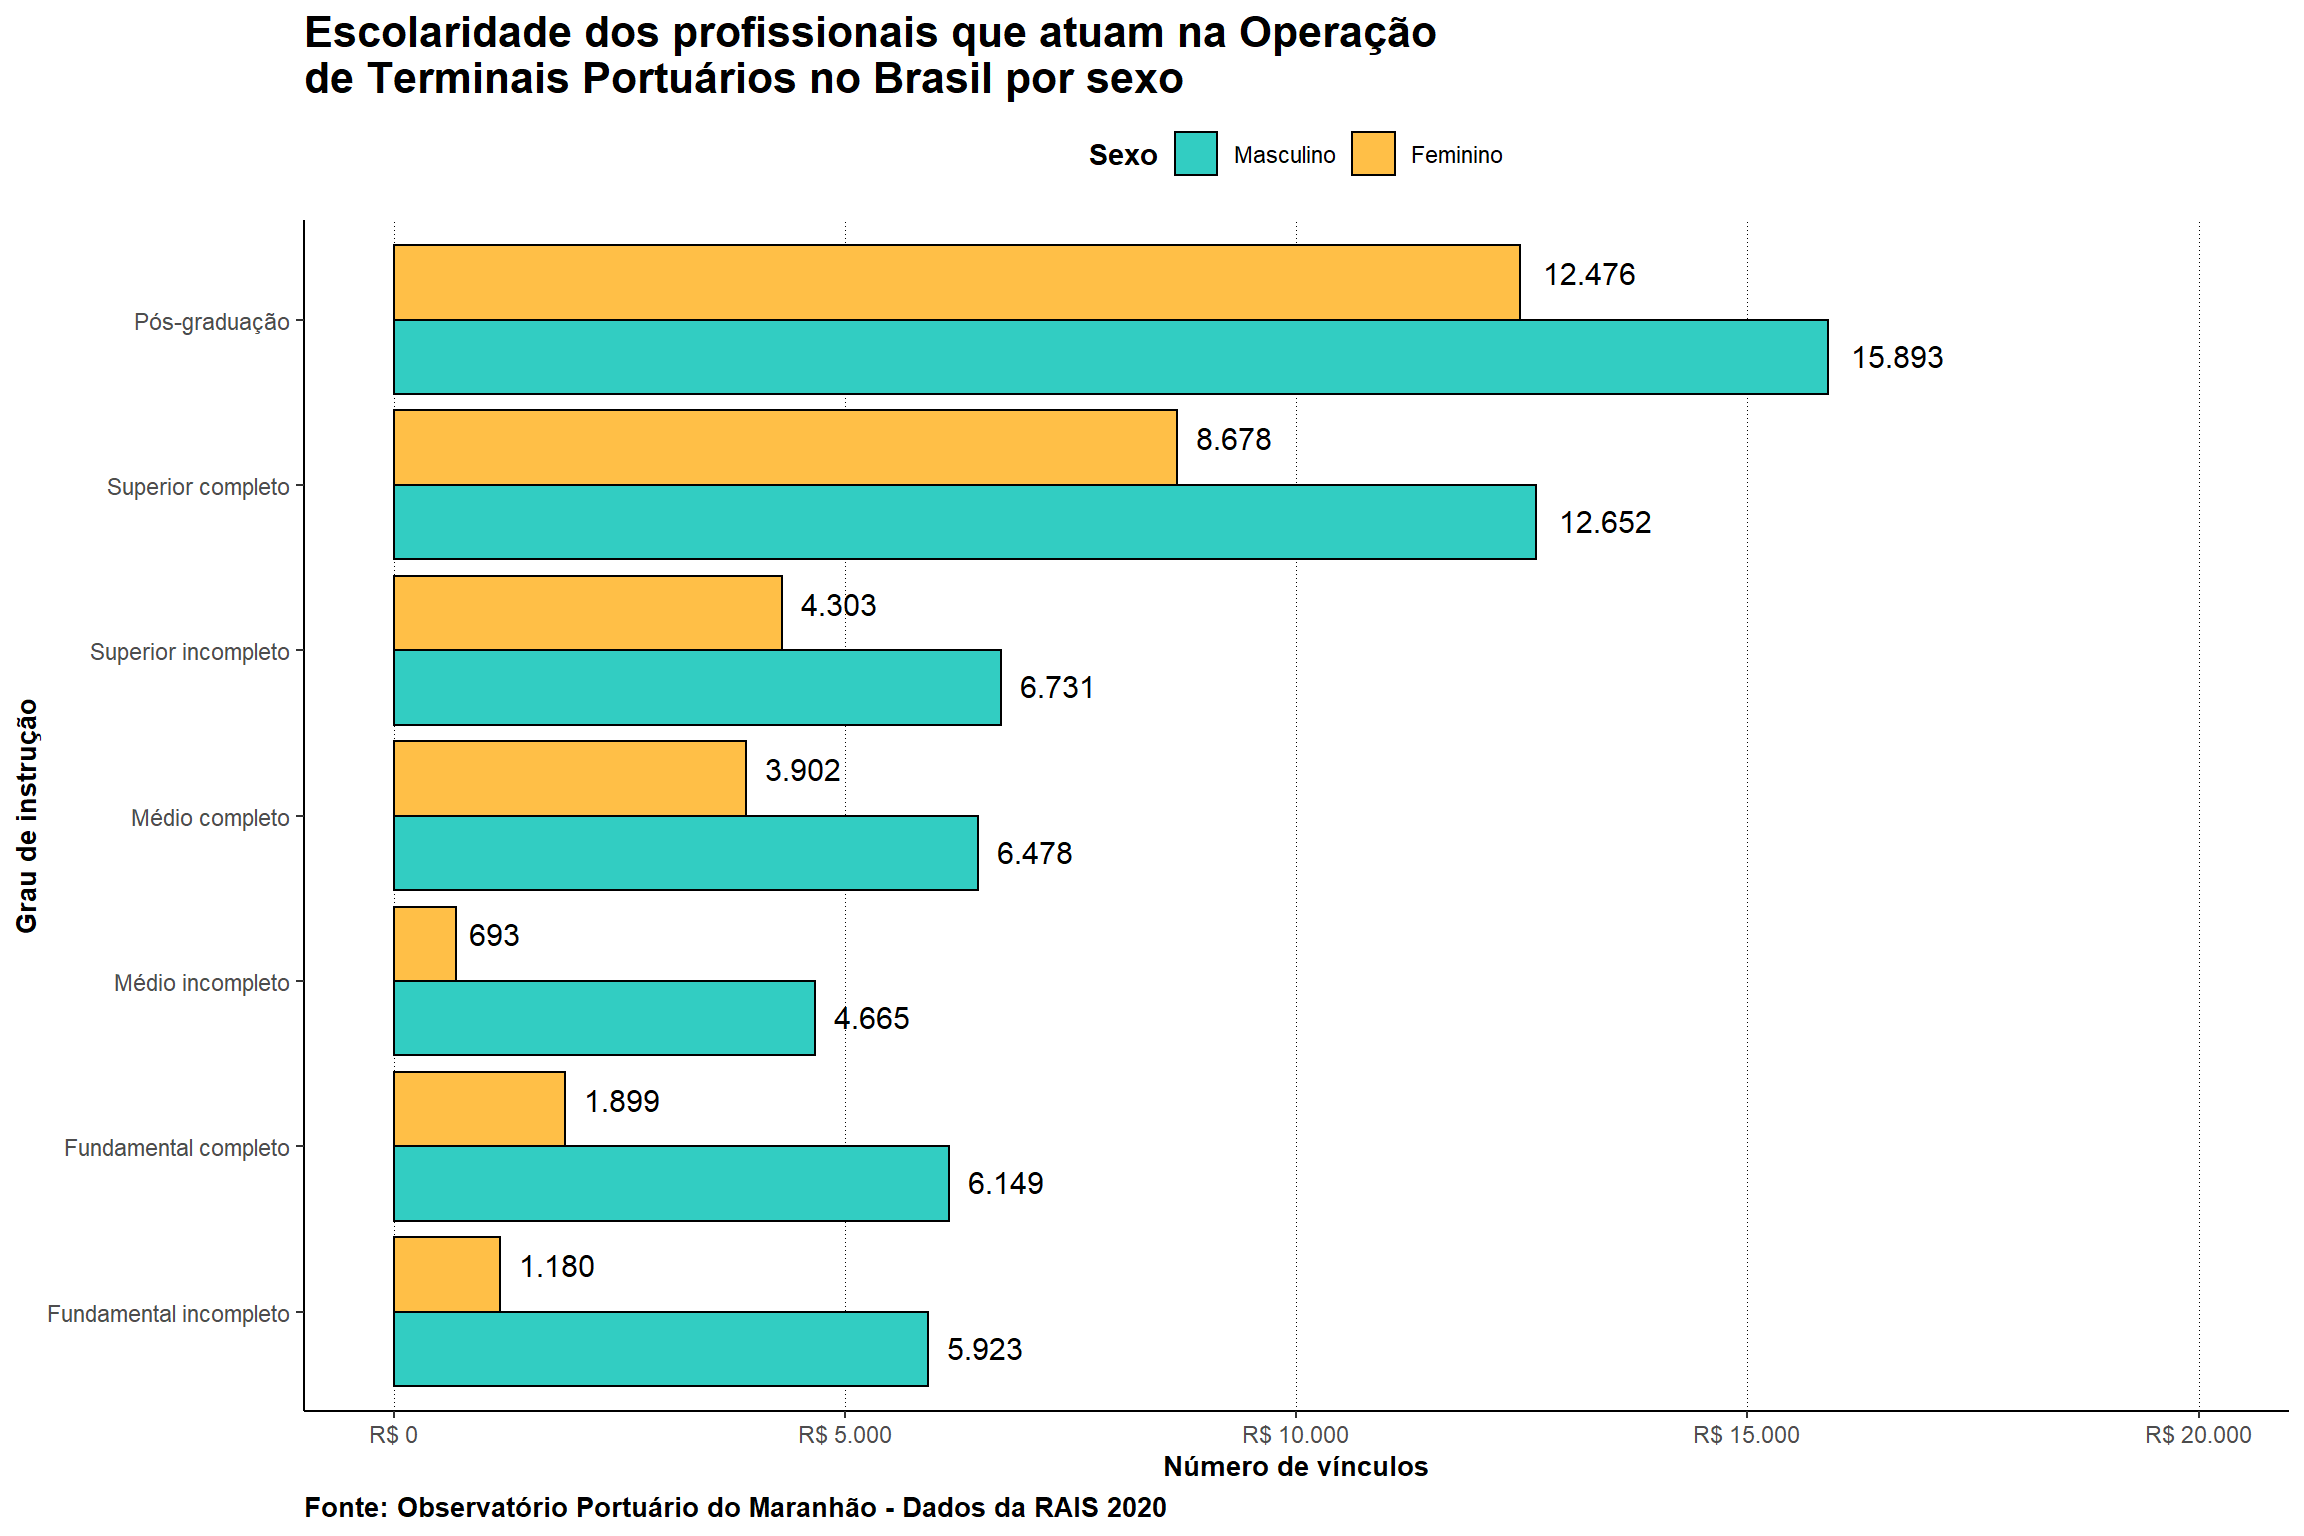 Escolaridade dos profissionais que atuam na Operação
de Terminais Portuários no Brasil por sexo
Sexo Masculino Feminino
12.476
Pós-graduação
15.893
8.678
Superior completo
12.652
4.303
Superior incompleto
6.731
3.902
Médio completo
6.478
693
Médio incompleto
4.665
1.899
Fundamental completo
6.149
1.180
Fundamental incompleto
5.923
Grau de instrução
R$ 0 R$ 5.000 R$ 10.000 R$ 15.000 R$ 20.000
Número de vínculos
Fonte: Observatório Portuário do Maranhão - Dados da RAIS 2020